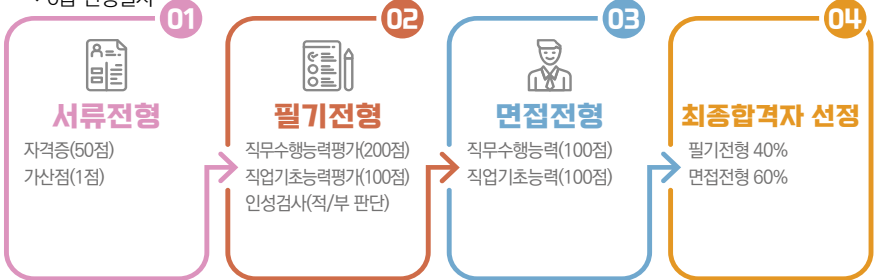 01
서류전형
자격증(50점)
가산점(1점)
02
필기전형
직무수행능력평가(200점)
직업기초능력평가(100점)
인성검사(적/부 판단)
03
면접전형
직무수행능력(100점)
직업기초능력(100점)
04
최종합격자 선정
필기전형 40%
면접전형 60%